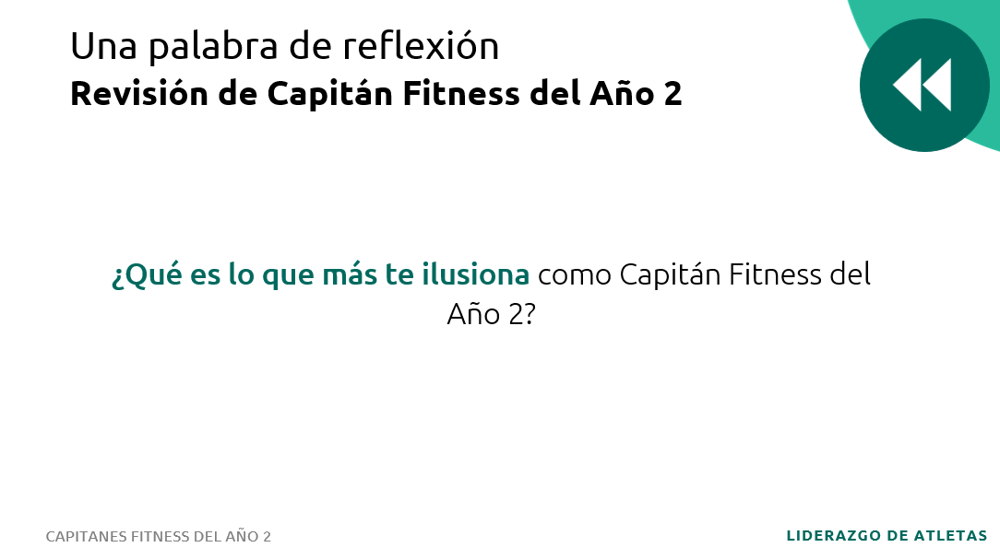 Una palabra de reflexión
Revisión de Capitán Fitness del Año 2
¿Qué es lo que más te ilusiona como Capitán Fitness del
Año 2?
CAPITANES FITNESS DEL AÑO 2
LIDERAZGO DE ATLETAS